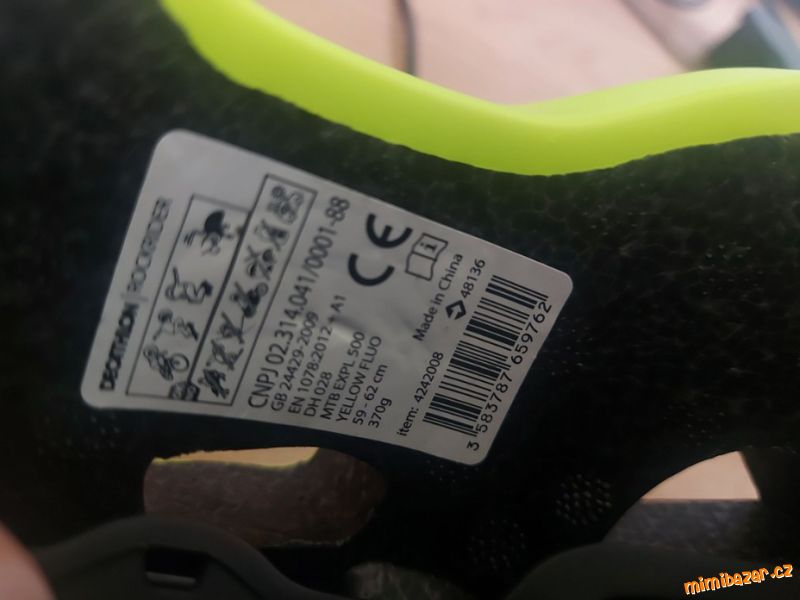 DECATHLON | ROCKRIDER
CNPJ 02.314.041/0001-88
GB 24429-2009
EN 1078:2012 + A1
DH 028
MTB EXPL 500
YELLOW FLUO
59 - 62 cm
370g
CE
i
Made in China
48136
Item: 4242008
3 583787 659762
mimibazar.cz